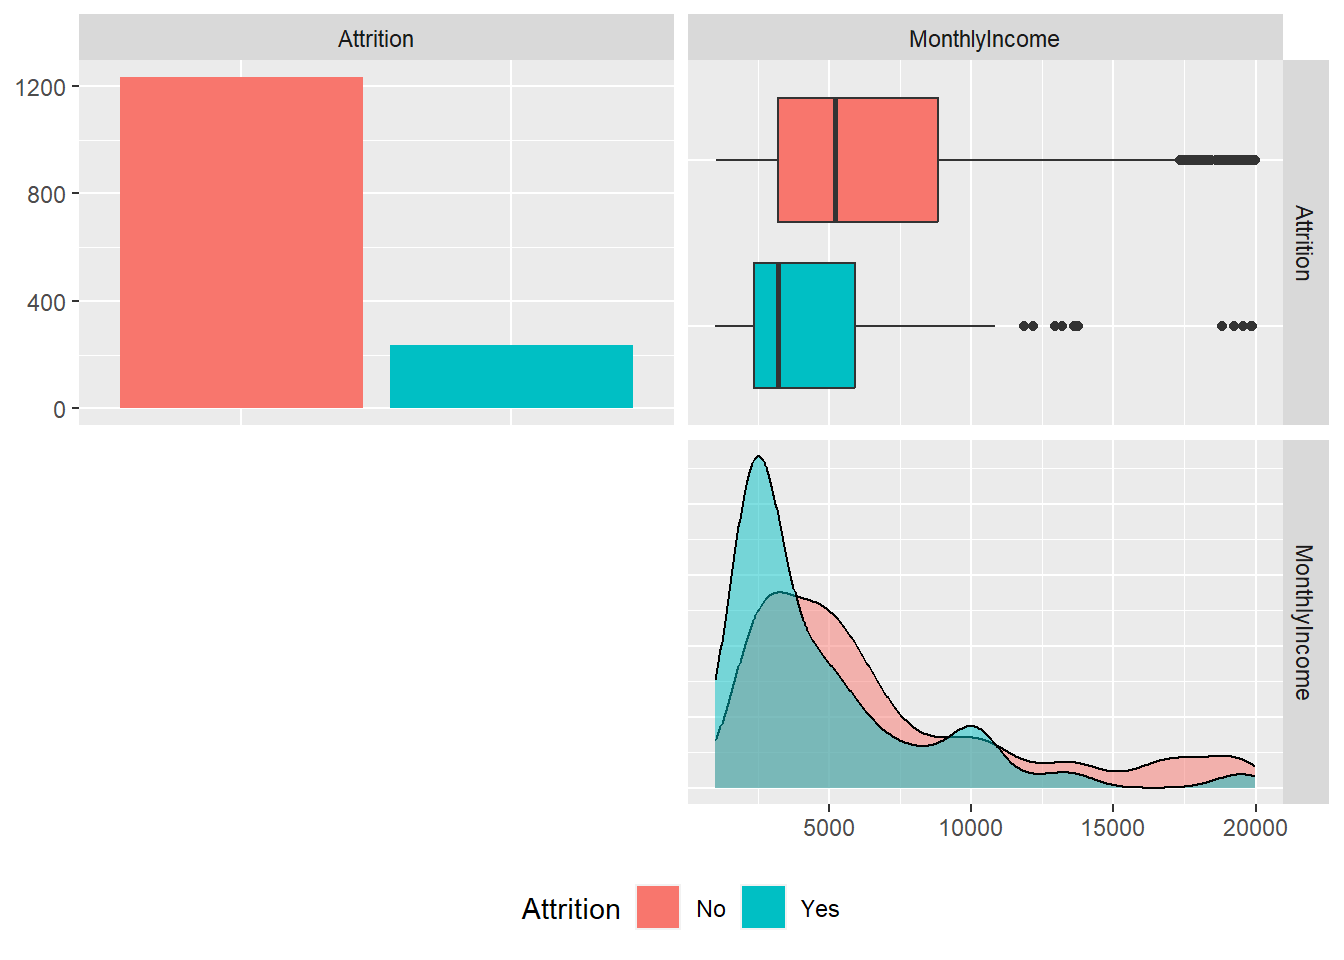 Attrition
MonthlyIncome
1200
800
400
0
Attrition
MonthlyIncome
5000 10000 15000 20000
Attrition No Yes